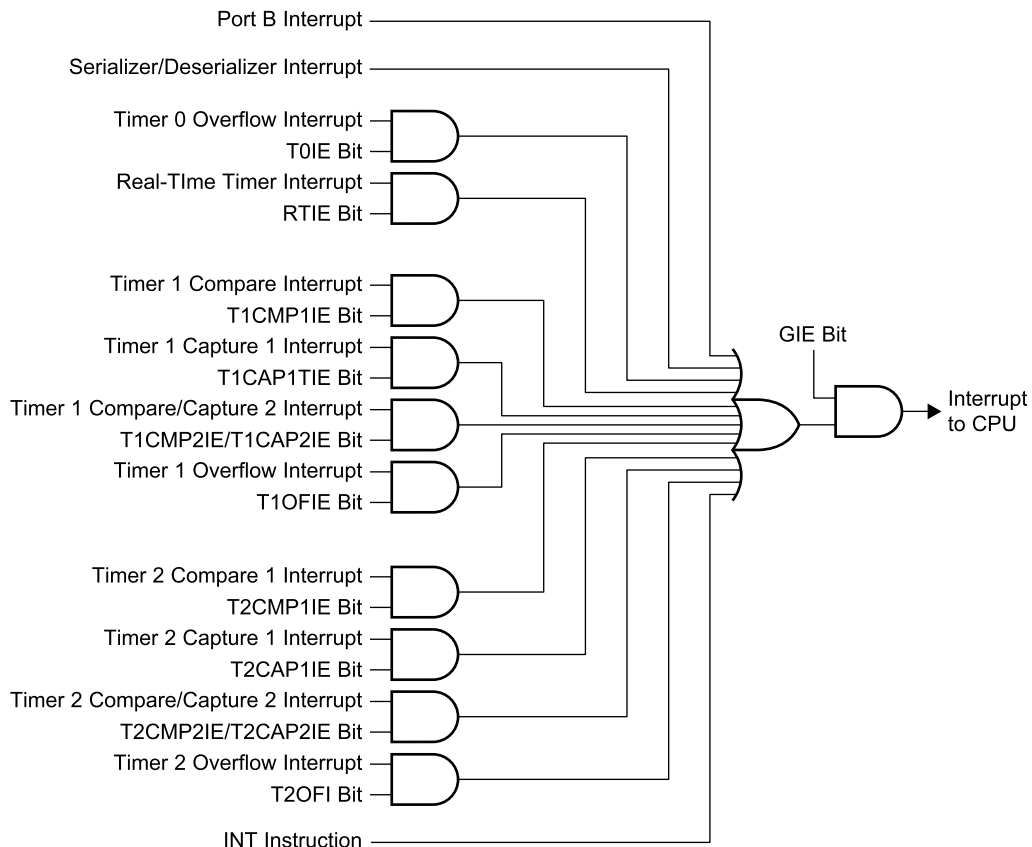 Port B Interrupt
Serializer/Deserializer Interrupt
Timer 0 Overflow Interrupt
T0IE Bit
Real-TIme Timer Interrupt
RTIE Bit
Timer 1 Compare Interrupt
T1CMP1IE Bit
Timer 1 Capture 1 Interrupt
T1CAP1TIE Bit
Timer 1 Compare/Capture 2 Interrupt
T1CMP2IE/T1CAP2IE Bit
Timer 1 Overflow Interrupt
T1OFIE Bit
Timer 2 Compare 1 Interrupt
T2CMP1IE Bit
Timer 2 Capture 1 Interrupt
T2CAP1IE Bit
Timer 2 Compare/Capture 2 Interrupt
T2CMP2IE/T2CAP2IE Bit
Timer 2 Overflow Interrupt
T2OFI Bit
INT Instruction
GIE Bit
Interrupt
to CPU